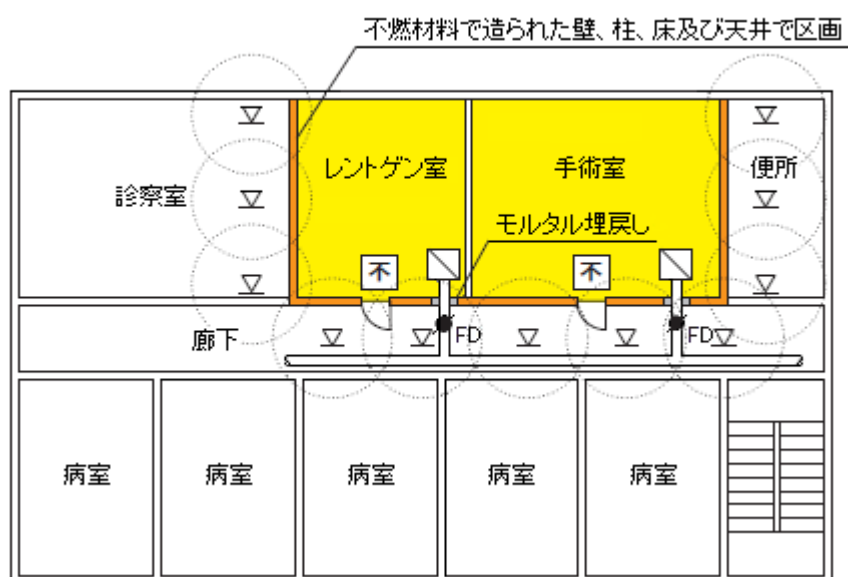 不燃材料で造られた壁、柱、床及び天井で区画
診察室
レントゲン室
手術室
便所
モルタル埋戻し
不
不
廊下
FD
FD
病室
病室
病室
病室
病室